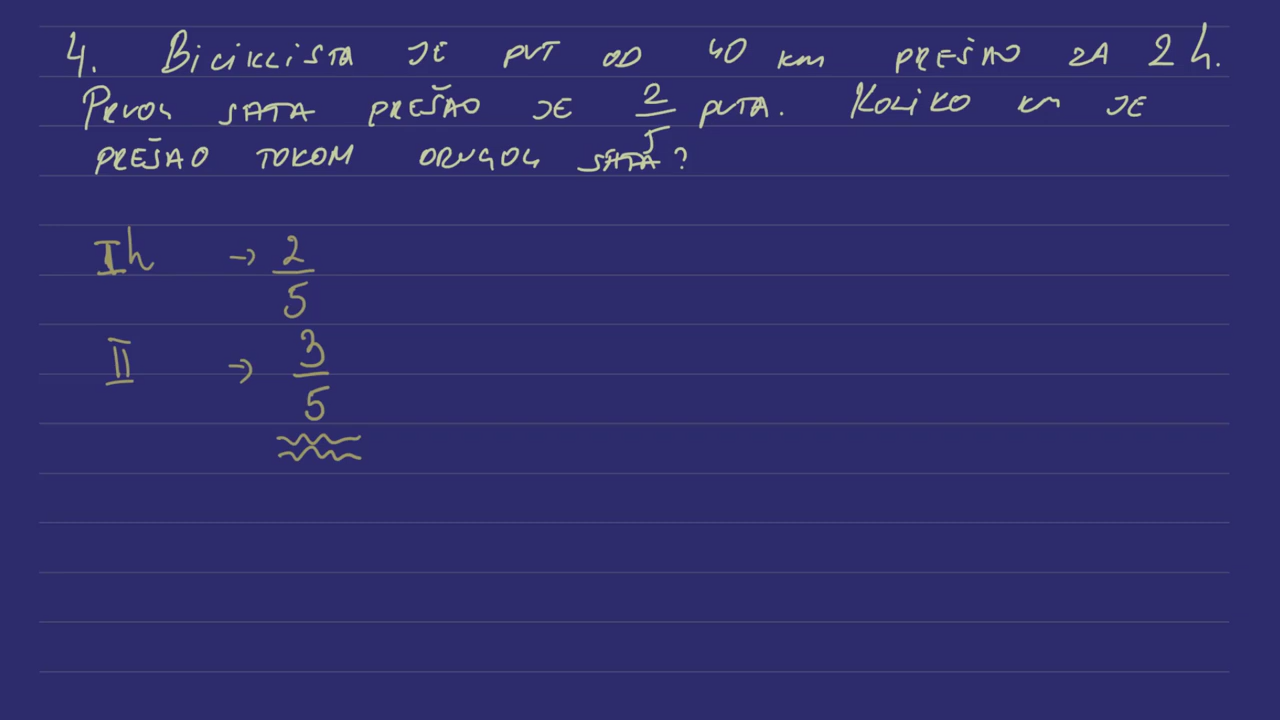 4. BiciKListA JE PUT OD 40 km PREŠAO ZA 2 h.
PRVOG SATA PREŠAO JE 2/5 PUTA. KOLiKO km JE
PREŠAO TOKOM DRUGOG SATA?
I h → 2/5
II → 3/5